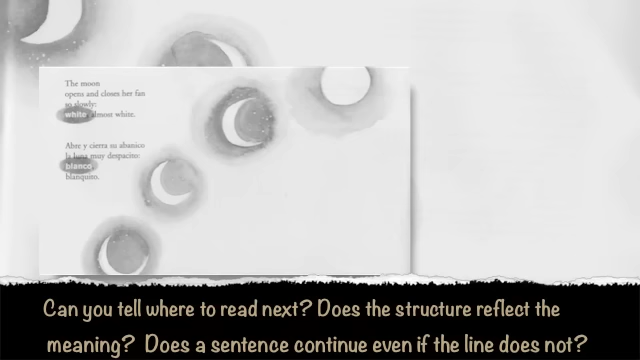 The moon
opens and closes her fan
so slowly:
white almost white.
Abre y cierra su abanico
la luna muy despacito:
blanco
blanquito.
Can you tell where to read next? Does the structure reflect the
meaning? Does a sentence continue even if the line does not?